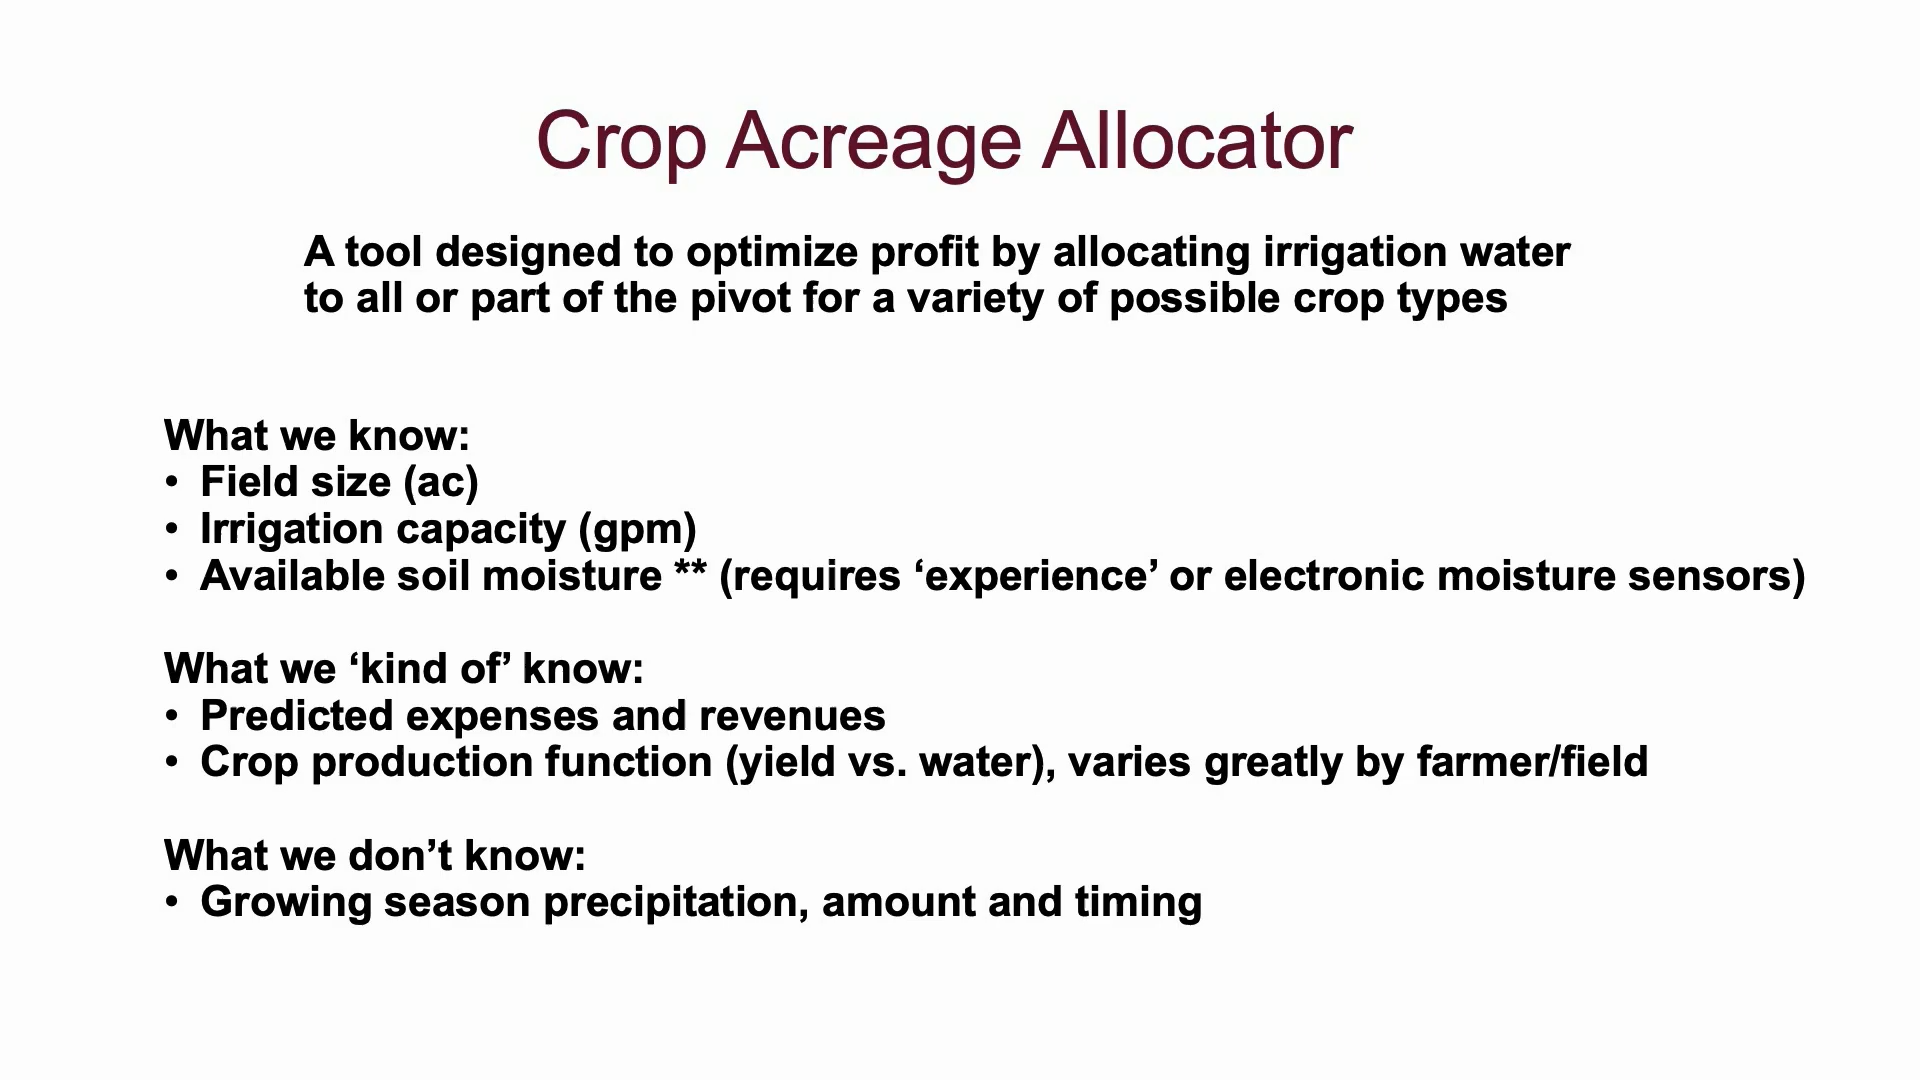 Crop Acreage Allocator
A tool designed to optimize profit by allocating irrigation water
to all or part of the pivot for a variety of possible crop types
What we know:
• Field size (ac)
• Irrigation capacity (gpm)
• Available soil moisture ** (requires ‘experience’ or electronic moisture sensors)
What we ‘kind of’ know:
• Predicted expenses and revenues
• Crop production function (yield vs. water), varies greatly by farmer/field
What we don’t know:
• Growing season precipitation, amount and timing